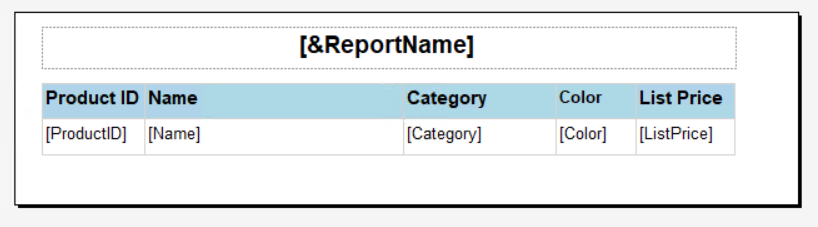 [&ReportName]
Product ID Name Category Color List Price
[ProductID] [Name] [Category] [Color] [ListPrice]